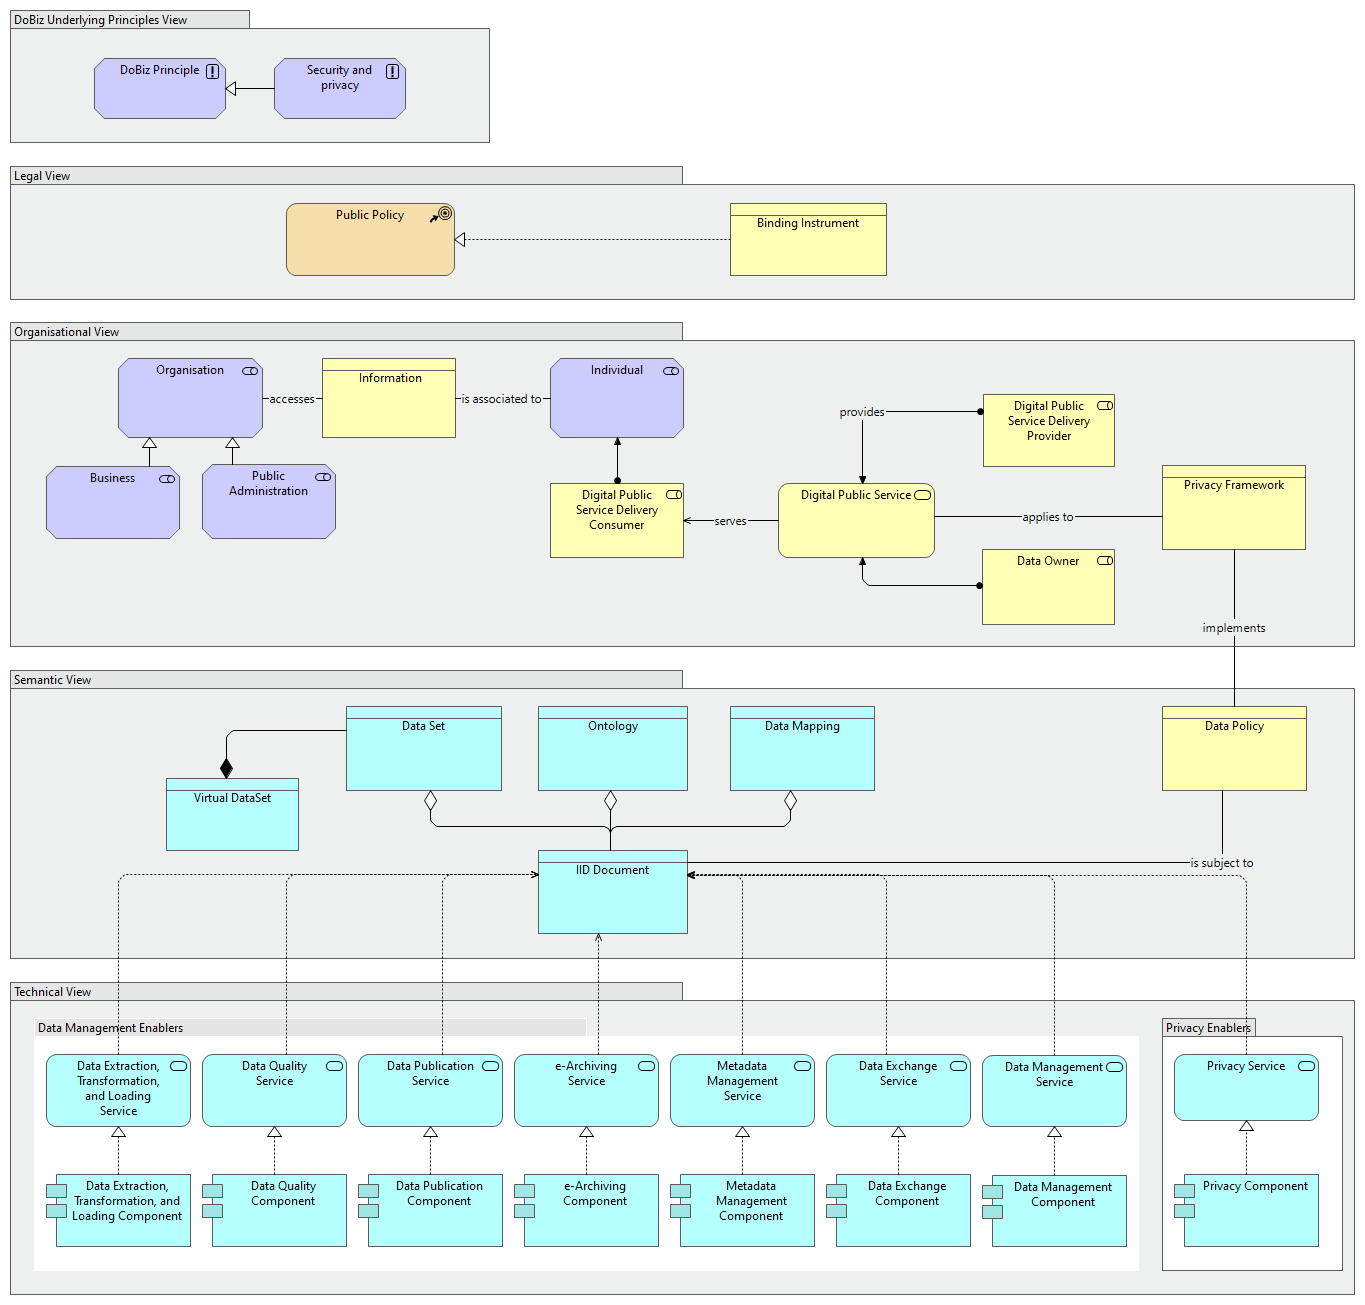 DoBiz Underlying Principles View
DoBiz Principle
Security and
privacy
Legal View
Public Policy
Binding Instrument
Organisational View
Organisation
accesses
Information
is associated to
Individual
Business
Public
Administration
Digital Public
Service Delivery
Consumer
serves
Digital Public Service
provides
Digital Public
Service Delivery
Provider
applies to
Privacy Framework
Data Owner
implements
Semantic View
Data Set
Ontology
Data Mapping
Data Policy
Virtual DataSet
IID Document
is subject to
Technical View
Data Management Enablers
Privacy Enablers
Data Extraction,
Transformation,
and Loading
Service
Data Quality
Service
Data Publication
Service
e-Archiving
Service
Metadata
Management
Service
Data Exchange
Service
Data Management
Service
Privacy Service
Data Extraction,
Transformation, and
Loading Component
Data Quality
Component
Data Publication
Component
e-Archiving
Component
Metadata
Management
Component
Data Exchange
Component
Data Management
Component
Privacy Component